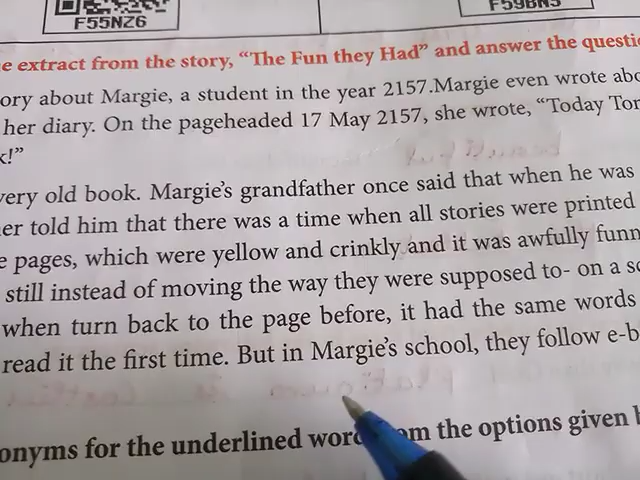 F55NZ6
F59BN5
e extract from the story, “The Fun they Had” and answer the questi
ory about Margie, a student in the year 2157.Margie even wrote abo
her diary. On the pageheaded 17 May 2157, she wrote, “Today Tom
k!”
very old book. Margie’s grandfather once said that when he was
er told him that there was a time when all stories were printed
e pages, which were yellow and crinkly and it was awfully funn
still instead of moving the way they were supposed to- on a sc
when turn back to the page before, it had the same words
read it the first time. But in Margie’s school, they follow e-b
onyms for the underlined word from the options given b